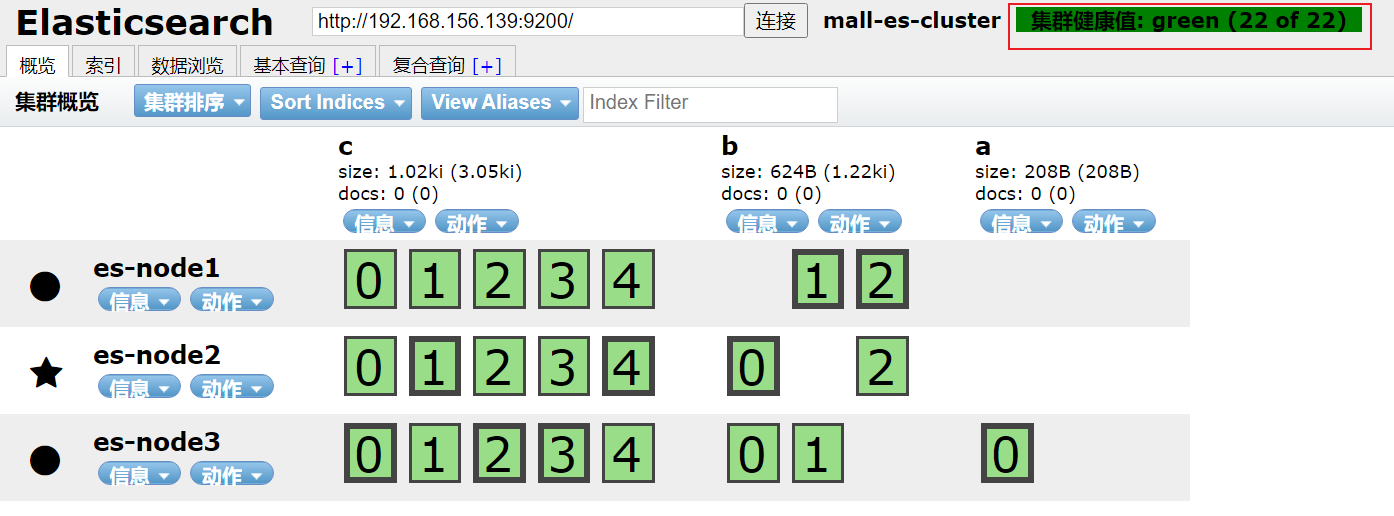 Elasticsearch http://192.168.156.139:9200/ 连接 mall-es-cluster 集群健康值: green (22 of 22)
概览 索引 数据浏览 基本查询 [+] 复合查询 [+]
集群概览 集群排序 Sort Indices View Aliases Index Filter
c b a
size: 1.02ki (3.05ki) size: 624B (1.22ki) size: 208B (208B)
docs: 0 (0) docs: 0 (0) docs: 0 (0)
信息 动作 信息 动作 信息 动作
es-node1 0 1 2 3 4 1 2
信息 动作
es-node2 0 1 2 3 4 0 2
信息 动作
es-node3 0 1 2 3 4 0 1 0
信息 动作